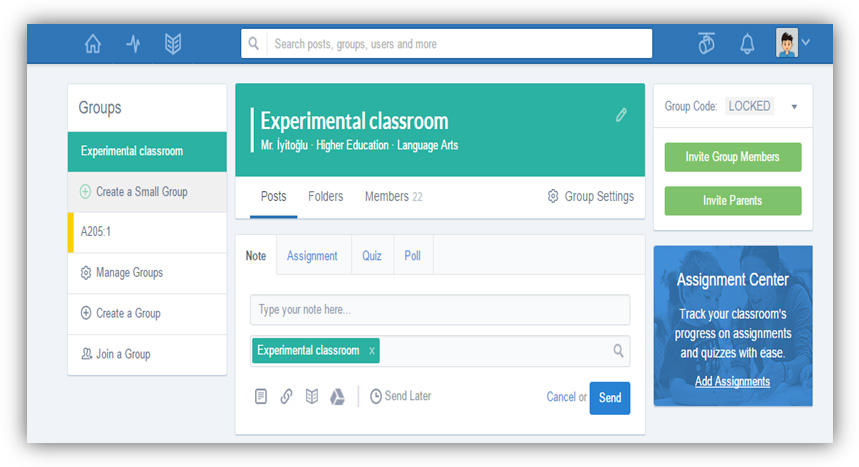 Search posts, groups, users and more
Groups
Experimental classroom
Create a Small Group
A205:1
Manage Groups
Create a Group
Join a Group
Experimental classroom
Mr. İyitoğlu · Higher Education · Language Arts
Posts Folders Members 22 Group Settings
Note Assignment Quiz Poll
Type your note here...
Experimental classroom x
Send Later Cancel or Send
Group Code: LOCKED
Invite Group Members
Invite Parents
Assignment Center
Track your classroom's
progress on assignments
and quizzes with ease.
Add Assignments